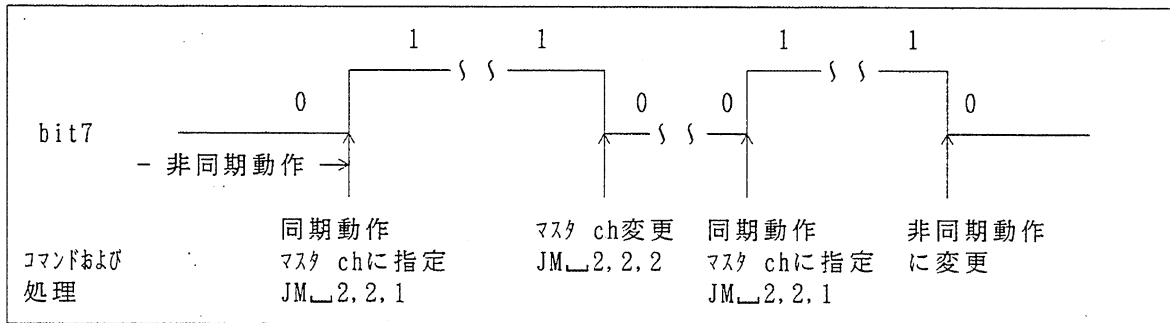 1 1 1 1
0 0 0 0
bit7
- 非同期動作
同期動作 マスタ ch変更 同期動作 非同期動作
コマンドおよび マスタ chに指定 JM␣2,2,2 マスタ chに指定 に変更
処理 JM␣2,2,1 JM␣2,2,1